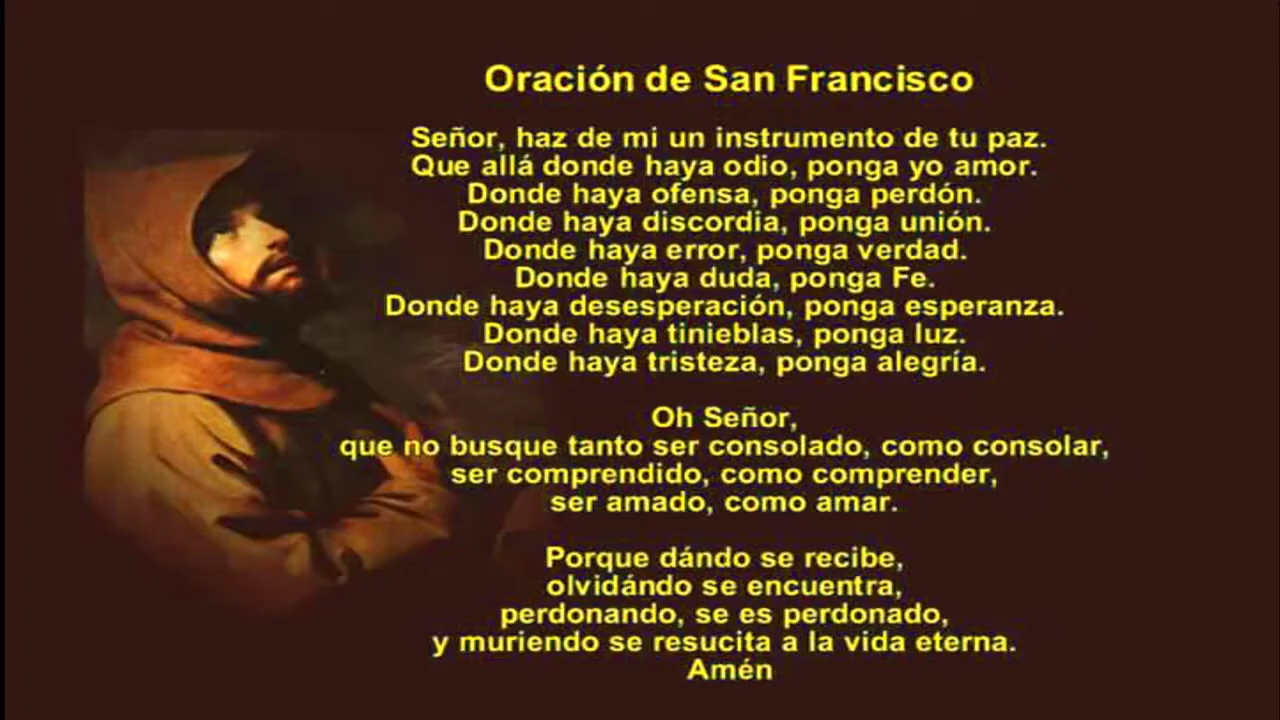 Oración de San Francisco
Señor, haz de mi un instrumento de tu paz.
Que allá donde haya odio, ponga yo amor.
Donde haya ofensa, ponga perdón.
Donde haya discordia, ponga unión.
Donde haya error, ponga verdad.
Donde haya duda, ponga Fe.
Donde haya desesperación, ponga esperanza.
Donde haya tinieblas, ponga luz.
Donde haya tristeza, ponga alegría.
Oh Señor,
que no busque tanto ser consolado, como consolar,
ser comprendido, como comprender,
ser amado, como amar.
Porque dándo se recibe,
olvidándo se encuentra,
perdonando, se es perdonado,
y muriendo se resucita a la vida eterna.
Amén